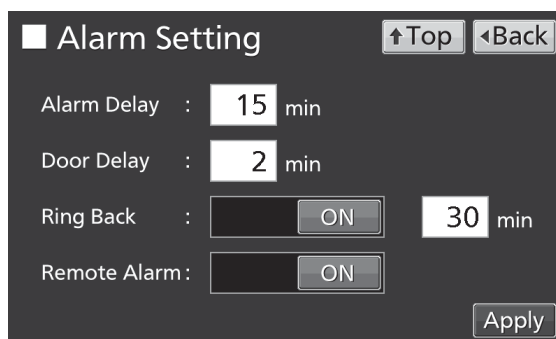 Alarm Setting
↑Top
◂Back
Alarm Delay : 15 min
Door Delay : 2 min
Ring Back : ON 30 min
Remote Alarm : ON
Apply